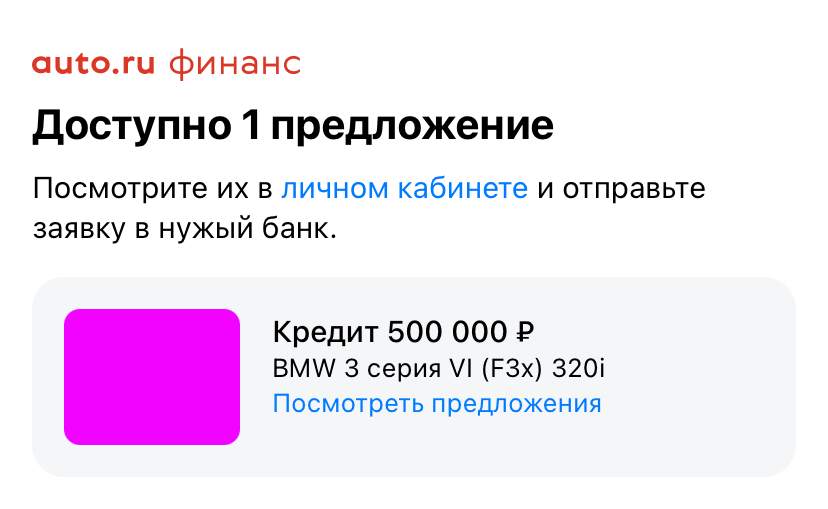 auto.ru финанс
Доступно 1 предложение
Посмотрите их в личном кабинете и отправьте
заявку в нужый банк.
Кредит 500 000 ₽
BMW 3 серия VI (F3x) 320i
Посмотреть предложения